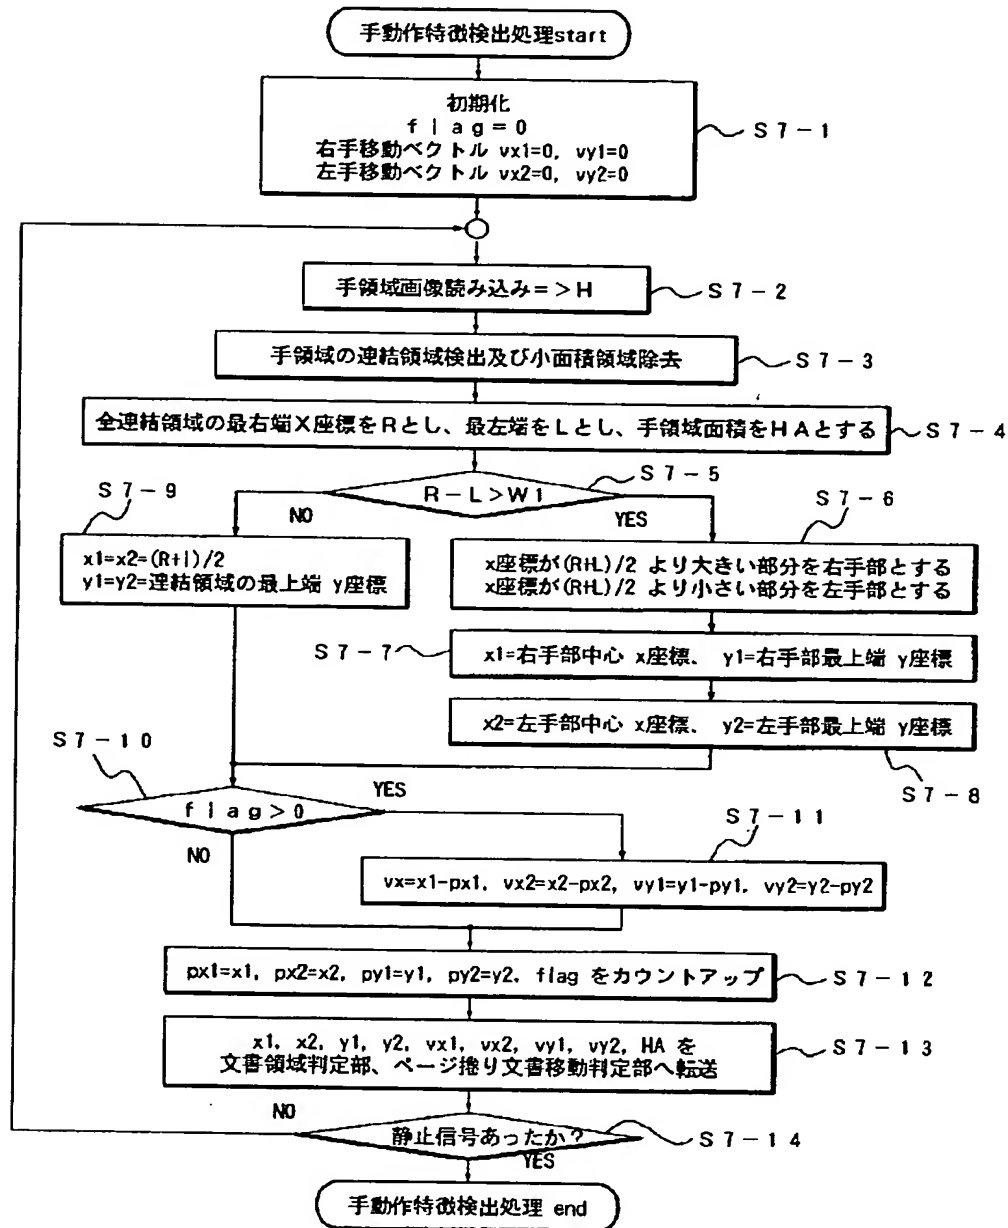 手動作特徴検出処理start
初期化
flag=0
右手移動ベクトル vx1=0, vy1=0
左手移動ベクトル vx2=0, vy2=0
S7-1
手領域画像読み込み=>H
S7-2
手領域の連結領域検出及び小面積領域除去
S7-3
全連結領域の最右端X座標をRとし、最左端をLとし、手領域面積をHAとする
S7-4
R-L>W1
S7-5
NO
YES
S7-9
x1=x2=(R+l)/2
y1=y2=連結領域の最上端 y座標
S7-6
x座標が(R+L)/2 より大きい部分を右手部とする
x座標が(R+L)/2 より小さい部分を左手部とする
S7-7
x1=右手部中心 x座標、 y1=右手部最上端 y座標
x2=左手部中心 x座標、 y2=左手部最上端 y座標
S7-8
S7-10
flag>0
YES
NO
S7-11
vx=x1-px1, vx2=x2-px2, vy1=y1-py1, vy2=y2-py2
px1=x1, px2=x2, py1=y1, py2=y2, flag をカウントアップ
S7-12
x1, x2, y1, y2, vx1, vx2, vy1, vy2, HA を
文書領域判定部、ページ捲り文書移動判定部へ転送
S7-13
NO
静止信号あったか?
S7-14
YES
手動作特徴検出処理 end